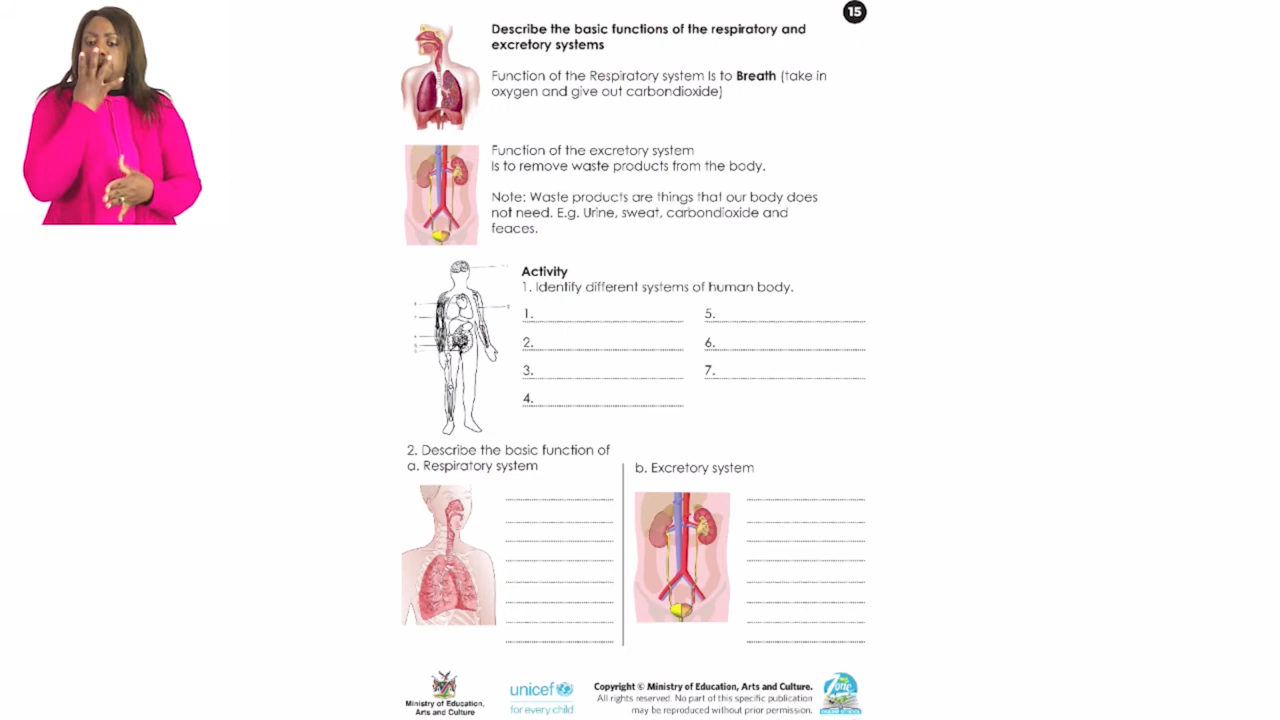 15
Describe the basic functions of the respiratory and
excretory systems
Function of the Respiratory system Is to Breath (take in
oxygen and give out carbondioxide)
Function of the excretory system
Is to remove waste products from the body.
Note: Waste products are things that our body does
not need. E.g. Urine, sweat, carbondioxide and
feaces.
Activity
1. Identify different systems of human body.
1.
2.
3.
4.
5.
6.
7.
2. Describe the basic function of
a. Respiratory system
b. Excretory system
Ministry of Education,
Arts and Culture
unicef
for every child
Copyright © Ministry of Education, Arts and Culture.
All rights reserved. No part of this specific publication
may be reproduced without prior permission.
Zone